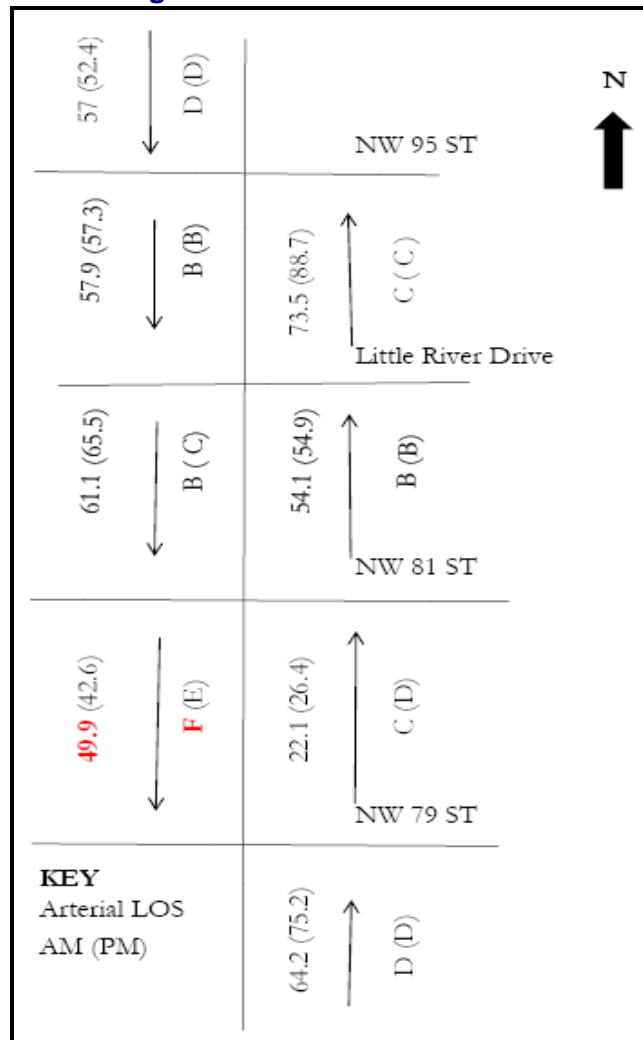 N
57 (52.4)
D (D)
NW 95 ST
57.9 (57.3)
B (B)
73.5 (88.7)
C ( C )
Little River Drive
61.1 (65.5)
B ( C)
54.1 (54.9)
B (B)
NW 81 ST
49.9 (42.6)
F (E)
22.1 (26.4)
C (D)
NW 79 ST
KEY
Arterial LOS
AM (PM)
64.2 (75.2)
D (D)